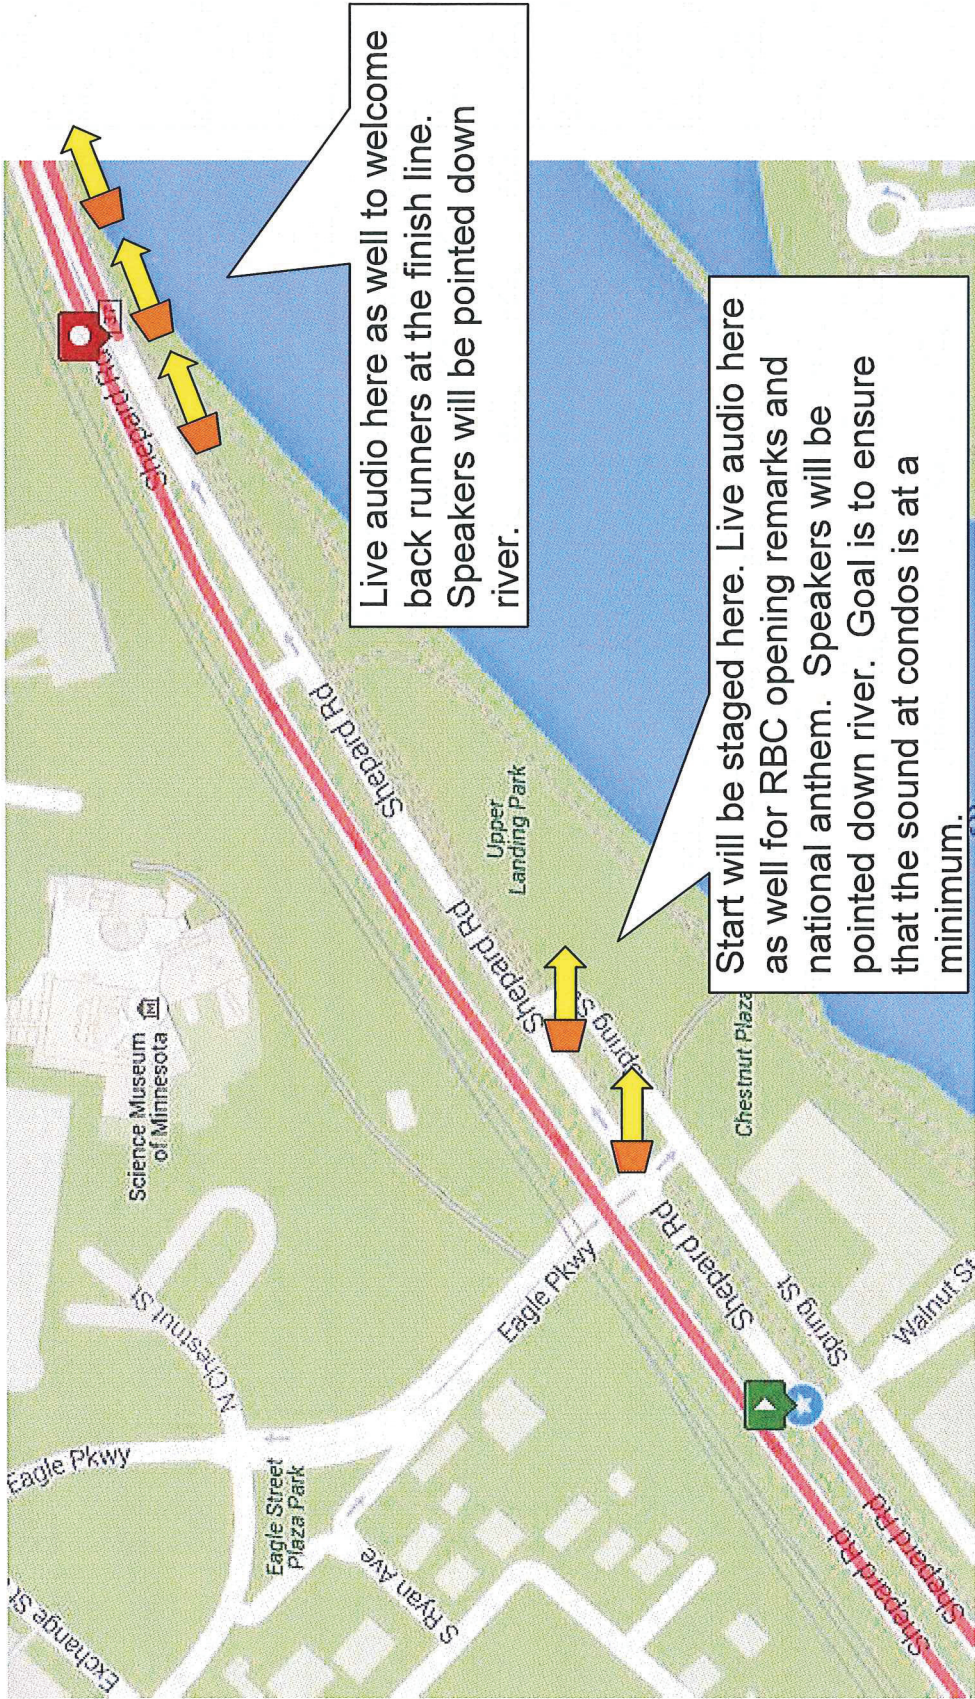 Live audio here as well to welcome
back runners at the finish line.
Speakers will be pointed down
river.
Start will be staged here. Live audio here
as well for RBC opening remarks and
national anthem. Speakers will be
pointed down river. Goal is to ensure
that the sound at condos is at a
minimum.
Science Museum
of Minnesota
Upper
Landing Park
Chestnut Plaza
Eagle Street
Plaza Park
Exchange St
Eagle Pkwy
N Chestnut St
Eagle Pkwy
S Ryan Ave
Shepard Rd
Shepard Rd
Shepard Rd
Shepard Rd
Shepard Rd
Shepard Rd
Spring St
Spring St
Walnut St